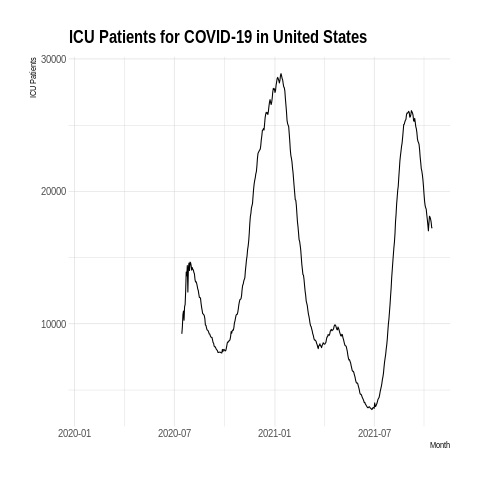 ICU Patients for COVID-19 in United States
ICU Patients
30000
20000
10000
2020-01 2020-07 2021-01 2021-07
Month